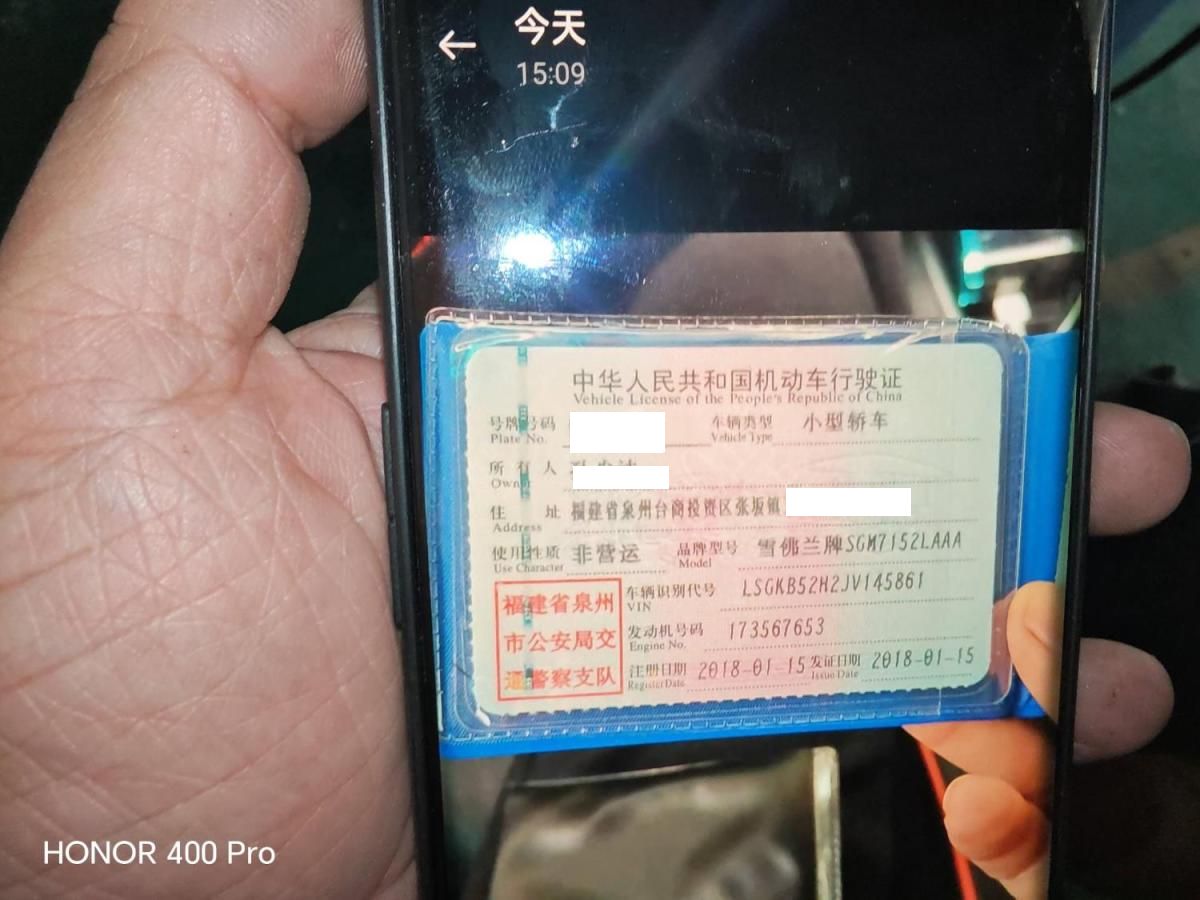 今天
15:09
中华人民共和国机动车行驶证
Vehicle License of the People's Republic of China
号牌号码 车辆类型 小型轿车
Plate No. Vehicle Type
所有人
Owner
住址 福建省泉州台商投资区张坂镇
Address
使用性质 非营运 品牌型号 雪佛兰牌SGM7152LAAA
Use Character Model
福建省泉州 车辆识别代号 LSGKB52H2JV145861
VIN
市公安局交 发动机号码 173567653
Engine No.
通警察支队 注册日期 2018-01-15 发证日期 2018-01-15
Register Date Issue Date
HONOR 400 Pro